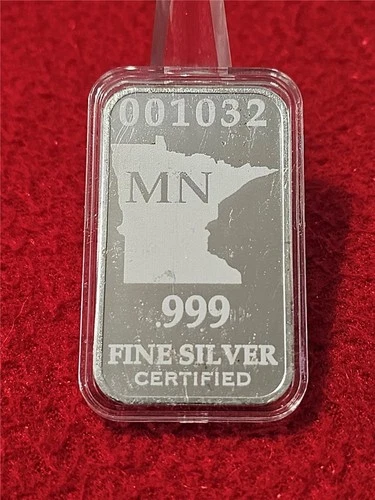 001032
MN
.999
FINE SILVER
CERTIFIED